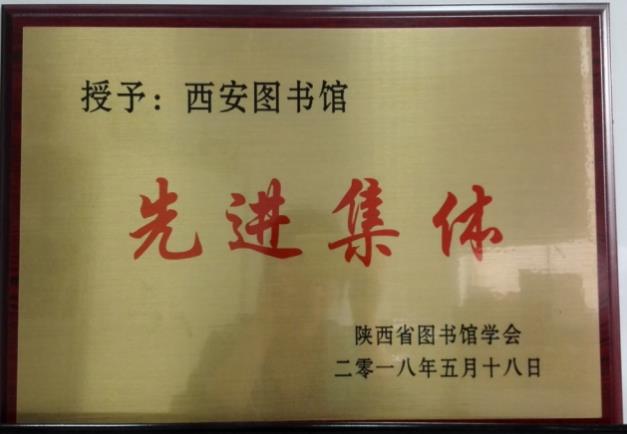 授予：西安图书馆
先进集体
陕西省图书馆学会
二零一八年五月十八日